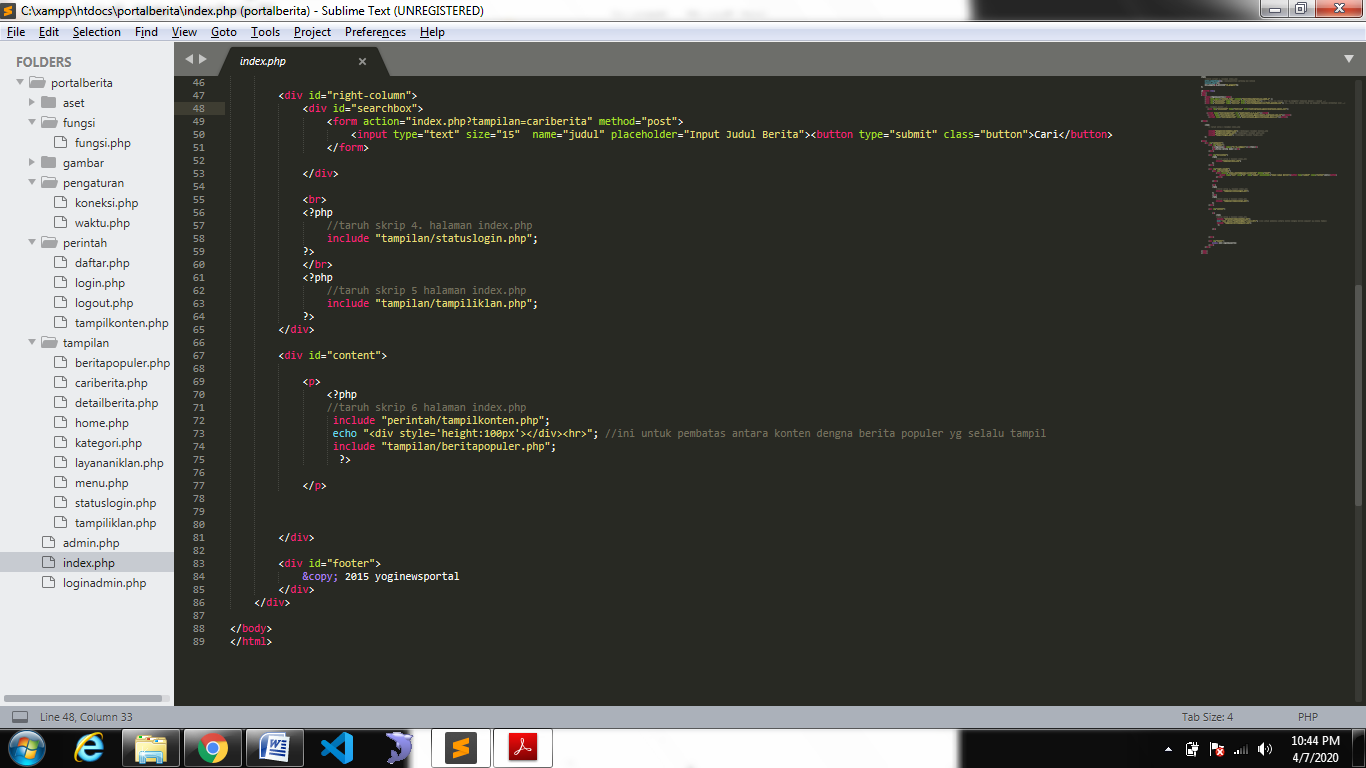 C:\xampp\htdocs\portalberita\index.php (portalberita) - Sublime Text (UNREGISTERED)
File Edit Selection Find View Goto Tools Project Preferences Help
FOLDERS
portalberita
aset
fungsi
fungsi.php
gambar
pengaturan
koneksi.php
waktu.php
perintah
daftar.php
login.php
logout.php
tampilkonten.php
tampilan
beritapopuler.php
cariberita.php
detailberita.php
home.php
kategori.php
layananiklan.php
menu.php
statuslogin.php
tampiliklan.php
admin.php
index.php
loginadmin.php
index.php
46
47 <div id="right-column">
48 <div id="searchbox">
49 <form action="index.php?tampilan=cariberita" method="post">
50 <input type="text" size="15"  name="judul" placeholder="Input Judul Berita"><button type="submit" class="button">Cari</button>
51 </form>
52
53 </div>
54
55 <br>
56 <?php
57 //taruh skrip 4. halaman index.php
58 include "tampilan/statuslogin.php";
59 ?>
60 </br>
61 <?php
62 //taruh skrip 5 halaman index.php
63 include "tampilan/tampiliklan.php";
64 ?>
65 </div>
66
67 <div id="content">
68
69 <p>
70 <?php
71 //taruh skrip 6 halaman index.php
72 include "perintah/tampilkonten.php";
73 echo "<div style='height:100px'></div><hr>"; //ini untuk pembatas antara konten dengna berita populer yg selalu tampil
74 include "tampilan/beritapopuler.php";
75 ?>
76
77 </p>
78
79
80
81 </div>
82
83 <div id="footer">
84 &copy; 2015 yoginewsportal
85 </div>
86 </div>
87
88 </body>
89 </html>
Line 48, Column 33
Tab Size: 4
PHP
10:44 PM
4/7/2020